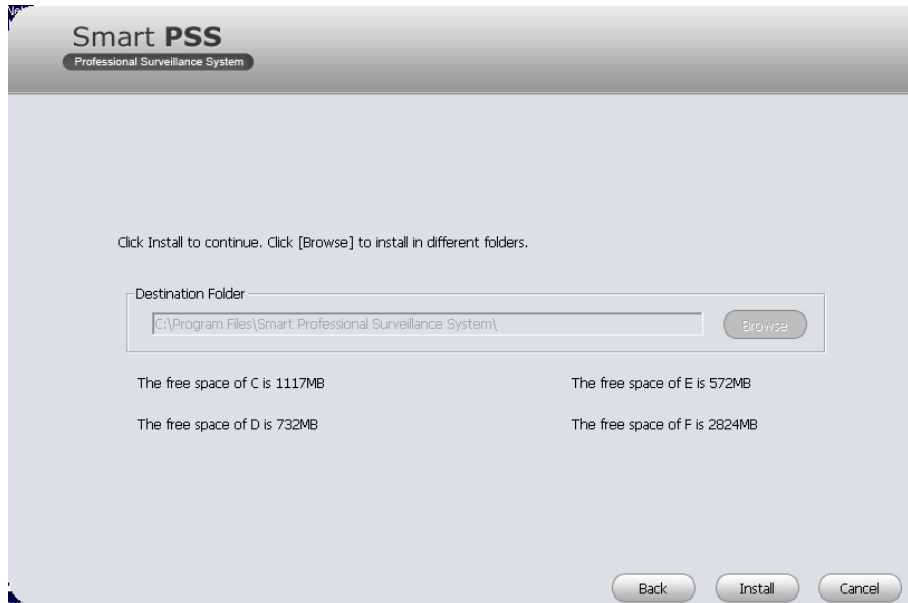 Smart PSS
Professional Surveillance System
Click Install to continue. Click [Browse] to install in different folders.
Destination Folder
C:\Program Files\Smart Professional Surveillance System\
Browse
The free space of C is 1117MB
The free space of E is 572MB
The free space of D is 732MB
The free space of F is 2824MB
Back
Install
Cancel